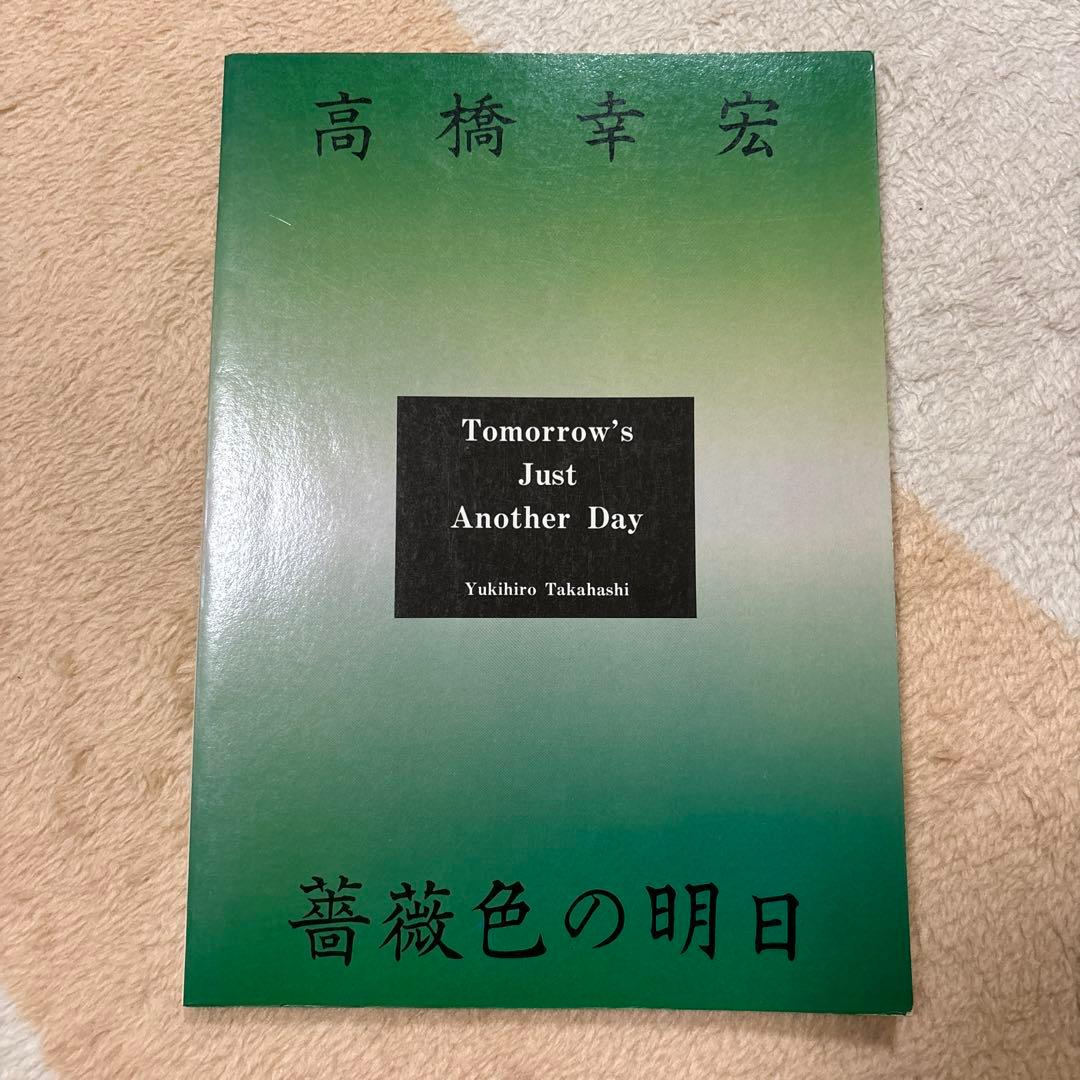 高橋幸宏
Tomorrow's
Just
Another Day
Yukihiro Takahashi
薔薇色の明日